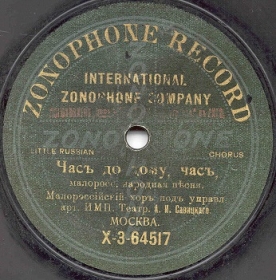 ZONOPHONE RECORD
INTERNATIONAL
ZONOPHONE COMPANY
LITTLE RUSSIAN CHORUS
Часъ до дому, часъ,
малоросс. народная пѣсня.
Малороссійскій хоръ подъ управл
арт. ИМП. Театр. А. И. Савицкаго
МОСКВА.
X-3-64517